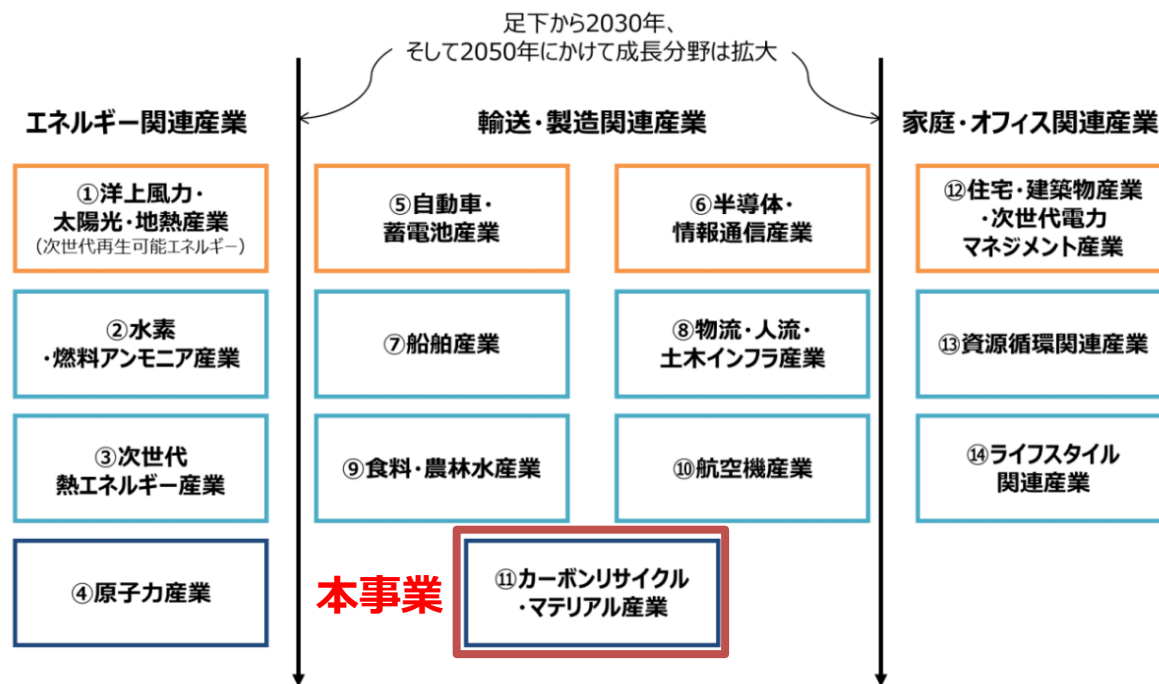 足下から2030年、
そして2050年にかけて成長分野は拡大
エネルギー関連産業
輸送・製造関連産業
家庭・オフィス関連産業
①洋上風力・
太陽光・地熱産業
(次世代再生可能エネルギー)
⑤自動車・
蓄電池産業
⑥半導体・
情報通信産業
⑫住宅・建築物産業
・次世代電力
マネジメント産業
②水素
・燃料アンモニア産業
⑦船舶産業
⑧物流・人流・
土木インフラ産業
⑬資源循環関連産業
③次世代
熱エネルギー産業
⑨食料・農林水産業
⑩航空機産業
⑭ライフスタイル
関連産業
④原子力産業
本事業
⑪カーボンリサイクル
・マテリアル産業